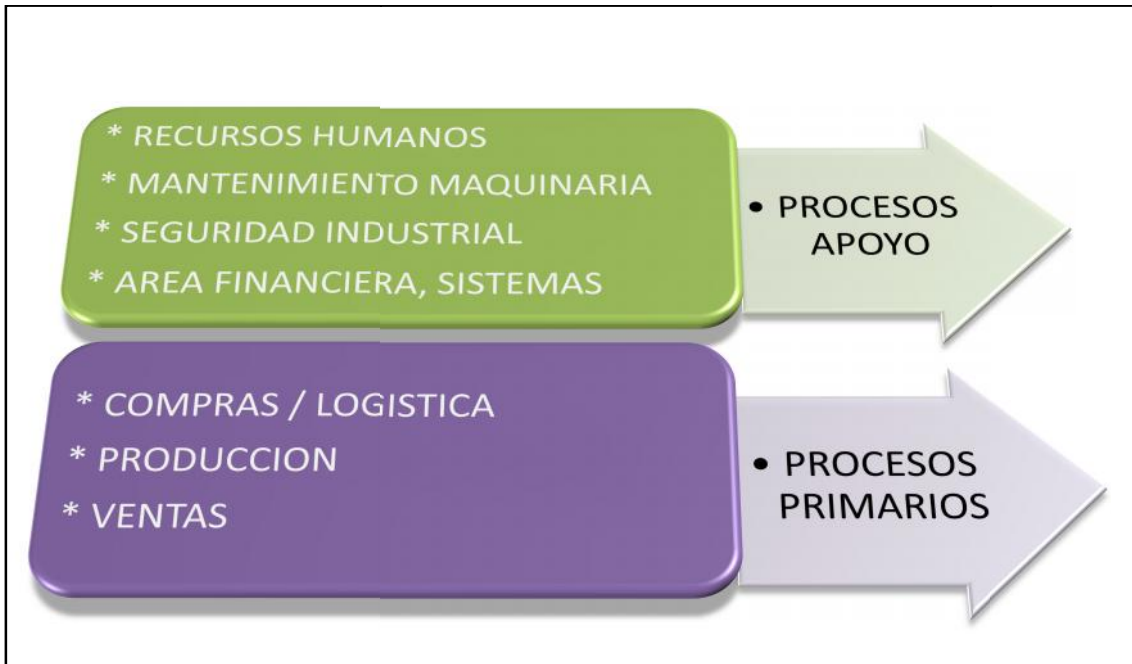 * RECURSOS HUMANOS
* MANTENIMIENTO MAQUINARIA
* SEGURIDAD INDUSTRIAL
* AREA FINANCIERA, SISTEMAS
• PROCESOS
APOYO
* COMPRAS / LOGISTICA
* PRODUCCION
* VENTAS
• PROCESOS
PRIMARIOS